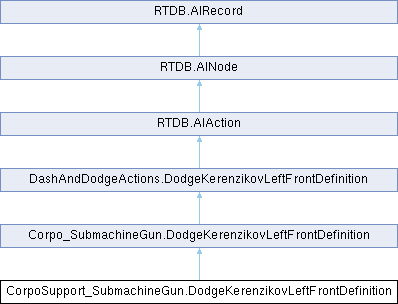 RTDB.AIRecord
RTDB.AINode
RTDB.AIAction
DashAndDodgeActions.DodgeKerenzikovLeftFrontDefinition
Corpo_SubmachineGun.DodgeKerenzikovLeftFrontDefinition
CorpoSupport_SubmachineGun.DodgeKerenzikovLeftFrontDefinition